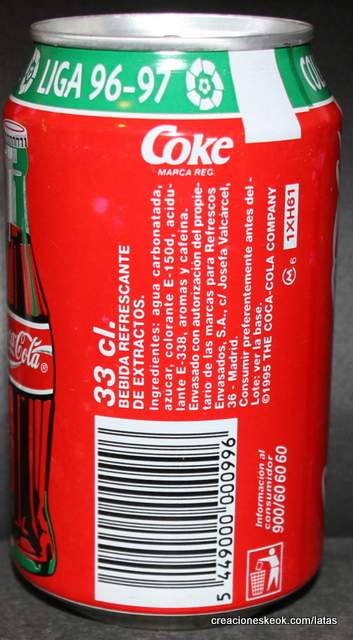 LIGA 96-97
CO
Coke
MARCA REG.
Coca-Cola
33 cl.
BEBIDA REFRESCANTE
DE EXTRACTOS.
Ingredientes: agua carbonatada,
azúcar, colorante E-150d, acidu-
lante E-338, aromas y cafeína.
Envasado con autorización del propie-
tario de las marcas para Refrescos
Envasados, S.A., c/ Josefa Valcárcel,
36 - Madrid.
Consumir preferentemente antes del -
Lote: ver la base.
©1995 THE COCA-COLA COMPANY
1XH61
M 6
5 449000 000996
Información al
consumidor
900/60 60 60
creacioneskeok.com/latas